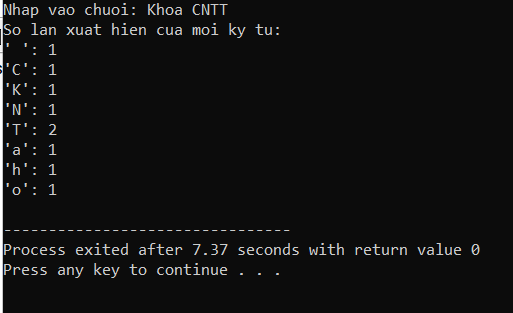 Nhap vao chuoi: Khoa CNTT
So lan xuat hien cua moi ky tu:
' ': 1
'C': 1
'K': 1
'N': 1
'T': 2
'a': 1
'h': 1
'o': 1
--------------------------------
Process exited after 7.37 seconds with return value 0
Press any key to continue . . .